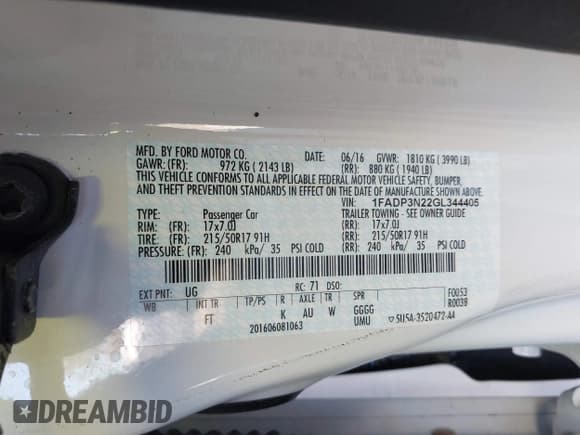 MFD. BY FORD MOTOR CO.
DATE: 06/16 GVWR: 1810 KG ( 3990 LB)
GAWR: (FR): 972 KG ( 2143 LB) (RR): 880 KG ( 1940 LB)
THIS VEHICLE CONFORMS TO ALL APPLICABLE FEDERAL MOTOR VEHICLE SAFETY, BUMPER,
AND THEFT PREVENTION STANDARDS IN EFFECT ON THE DATE OF MANUFACTURE SHOWN ABOVE.
VIN: 1FADP3N22GL344405
TYPE: Passenger Car TRAILER TOWING - SEE OWNER GUIDE
RIM: (FR): 17x7.0J (RR): 17x7.0J
TIRE: (FR): 215/50R17 91H (RR): 215/50R17 91H
PRESSURE: (FR): 240 kPa/ 35 PSI COLD (RR): 240 kPa/ 35 PSI COLD
EXT PNT: UG RC: 71 DSO: F0053
WB INT TR TP/PS R AXLE TR SPR R0038
FT K AU W GGGG
UMU
201606081063
5U5A-3520472-AA
DREAMBID